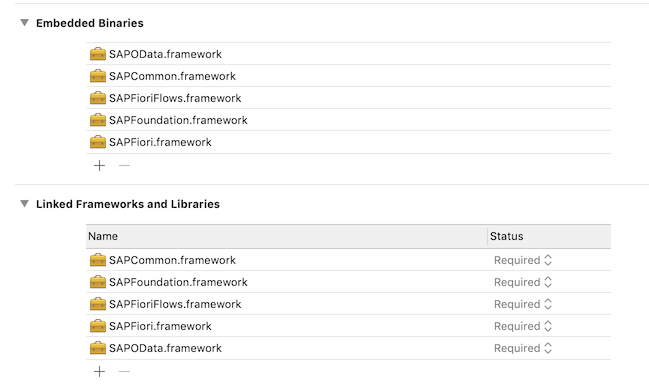 Embedded Binaries
SAPOData.framework
SAPCommon.framework
SAPFioriFlows.framework
SAPFoundation.framework
SAPFiori.framework
+ −
Linked Frameworks and Libraries
Name Status
SAPCommon.framework Required
SAPFoundation.framework Required
SAPFioriFlows.framework Required
SAPFiori.framework Required
SAPOData.framework Required
+ −